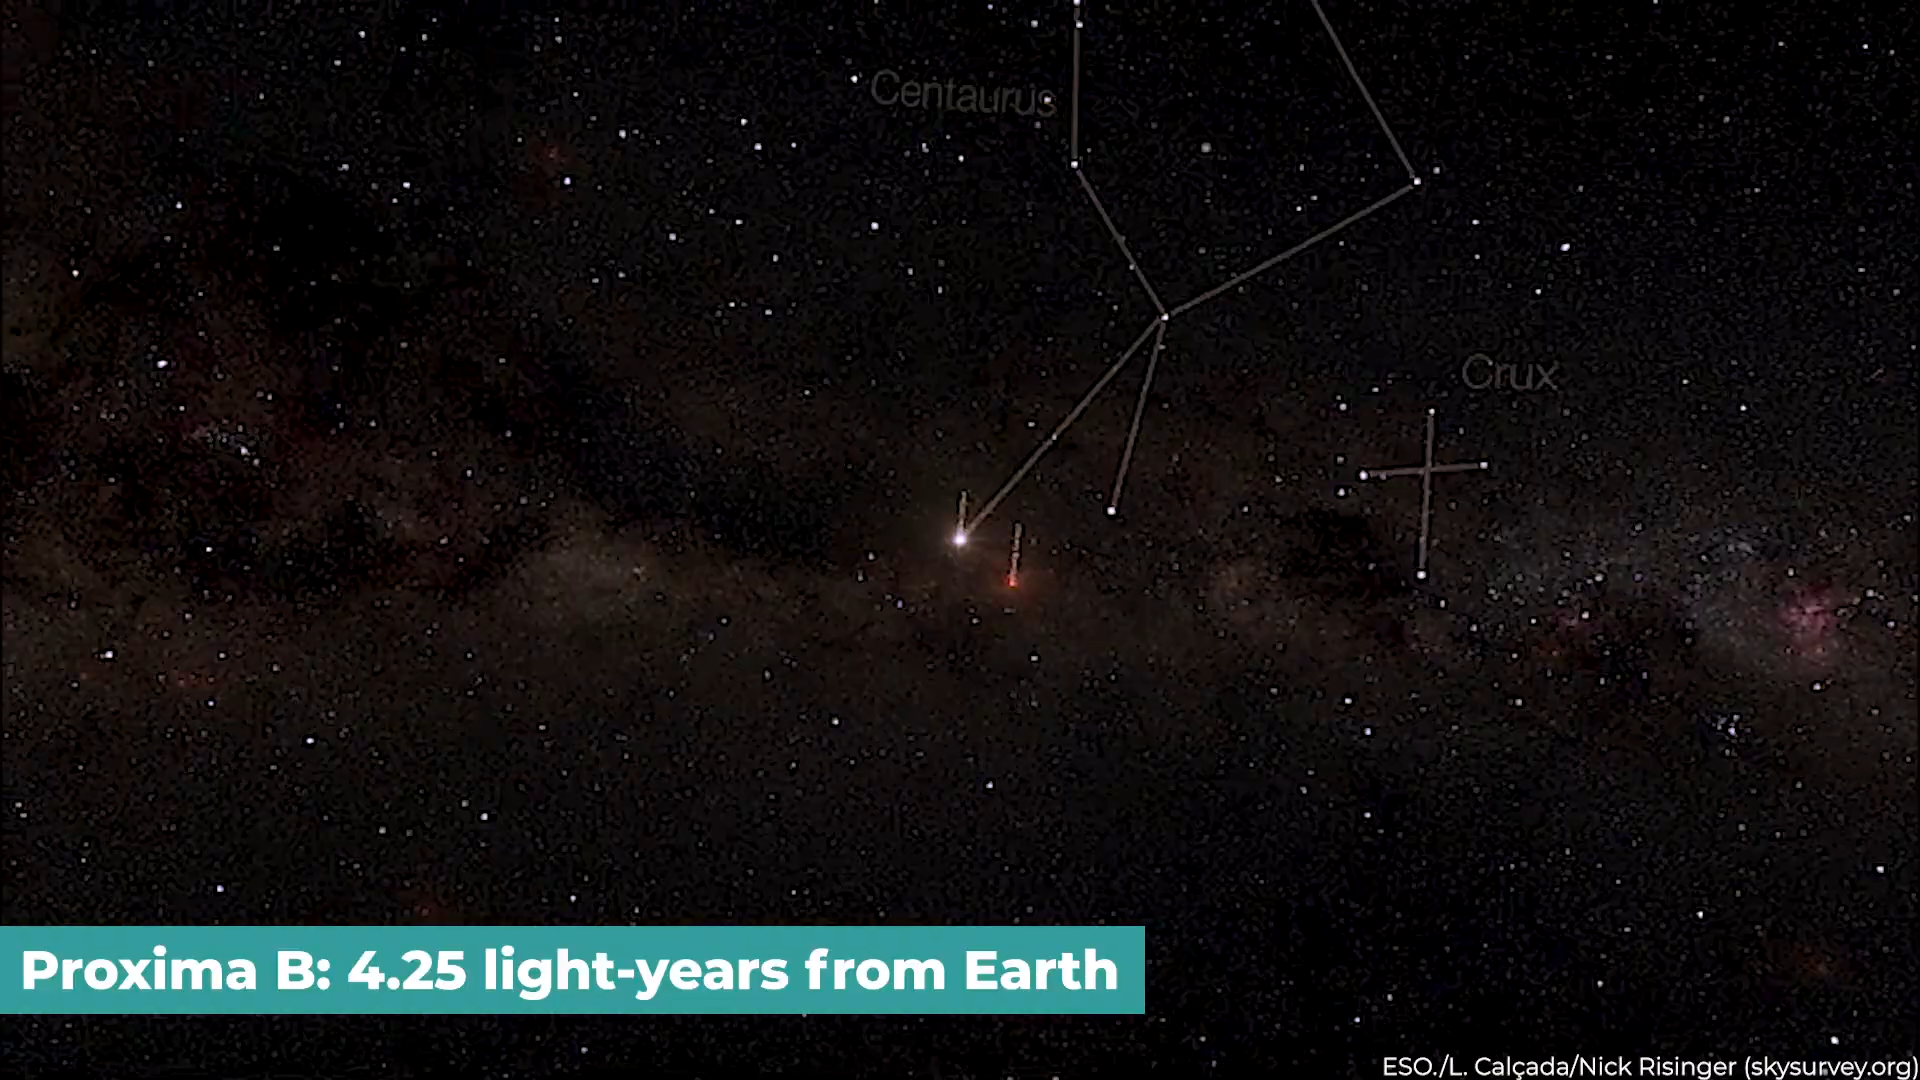 Centaurus
Crux
Proxima B: 4.25 light-years from Earth
ESO./L. Calçada/Nick Risinger (skysurvey.org)